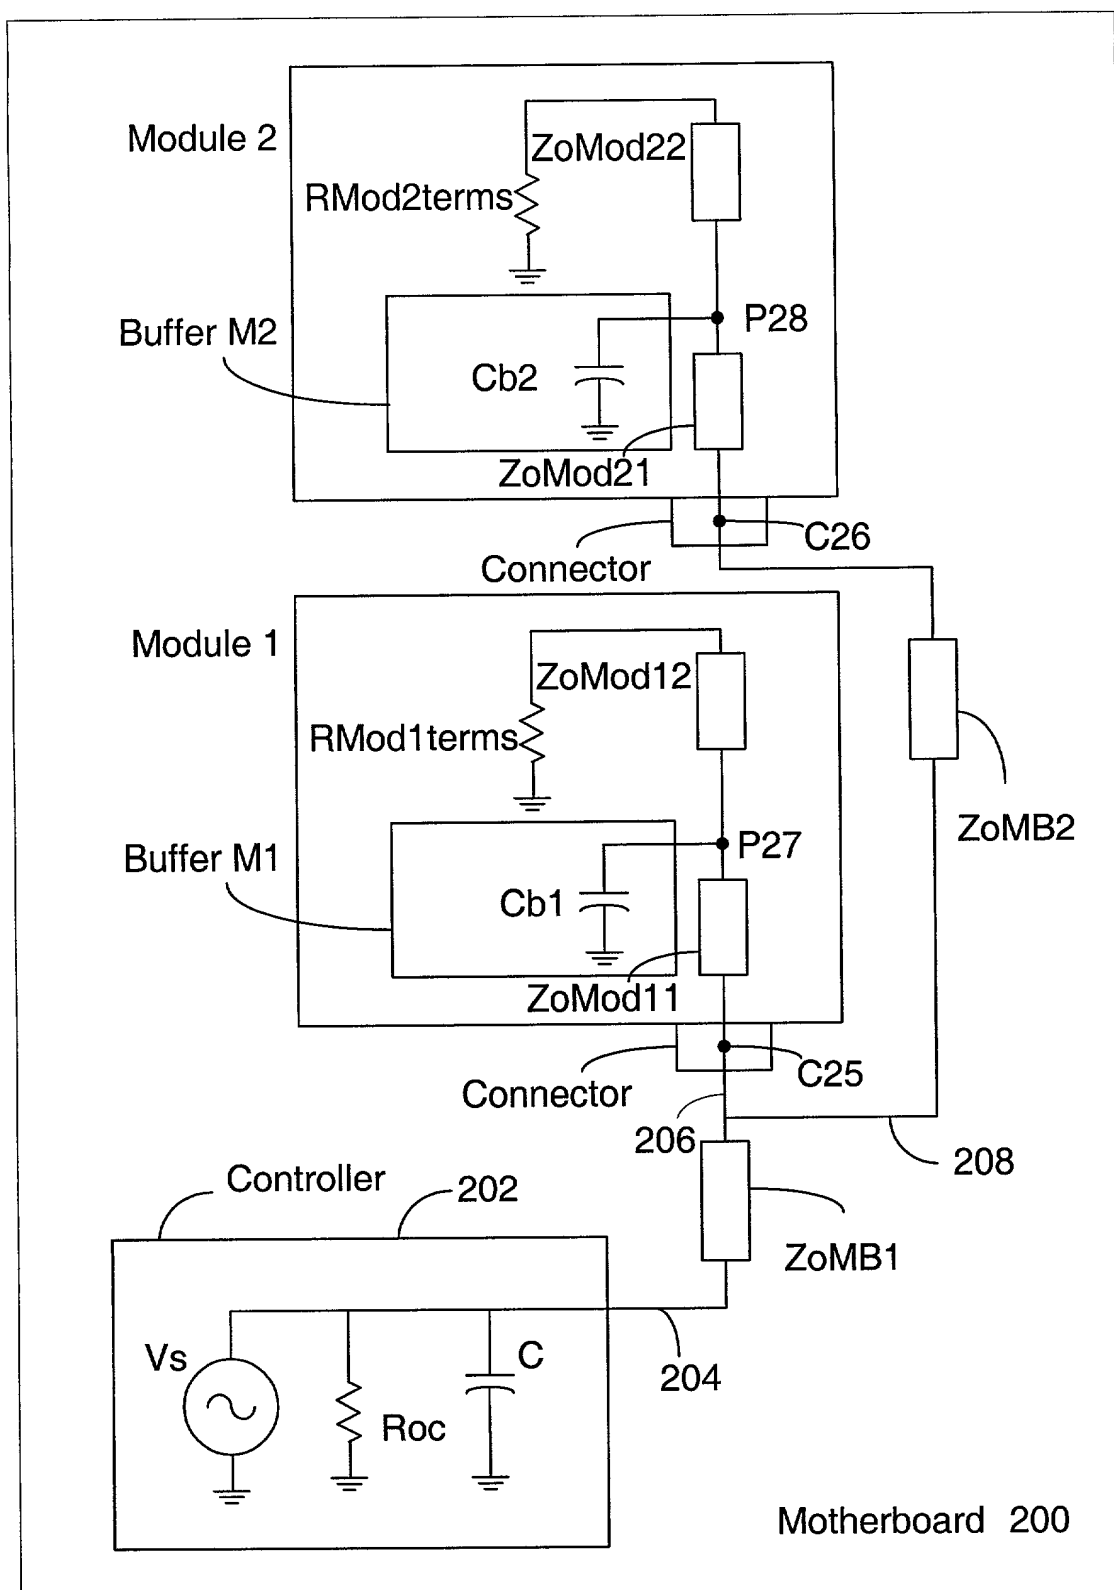 Module 2
ZoMod22
RMod2terms
Buffer M2
P28
Cb2
ZoMod21
C26
Connector
Module 1
ZoMod12
RMod1terms
ZoMB2
Buffer M1
P27
Cb1
ZoMod11
C25
Connector
206
208
Controller
202
ZoMB1
Vs
C
204
Roc
Motherboard 200